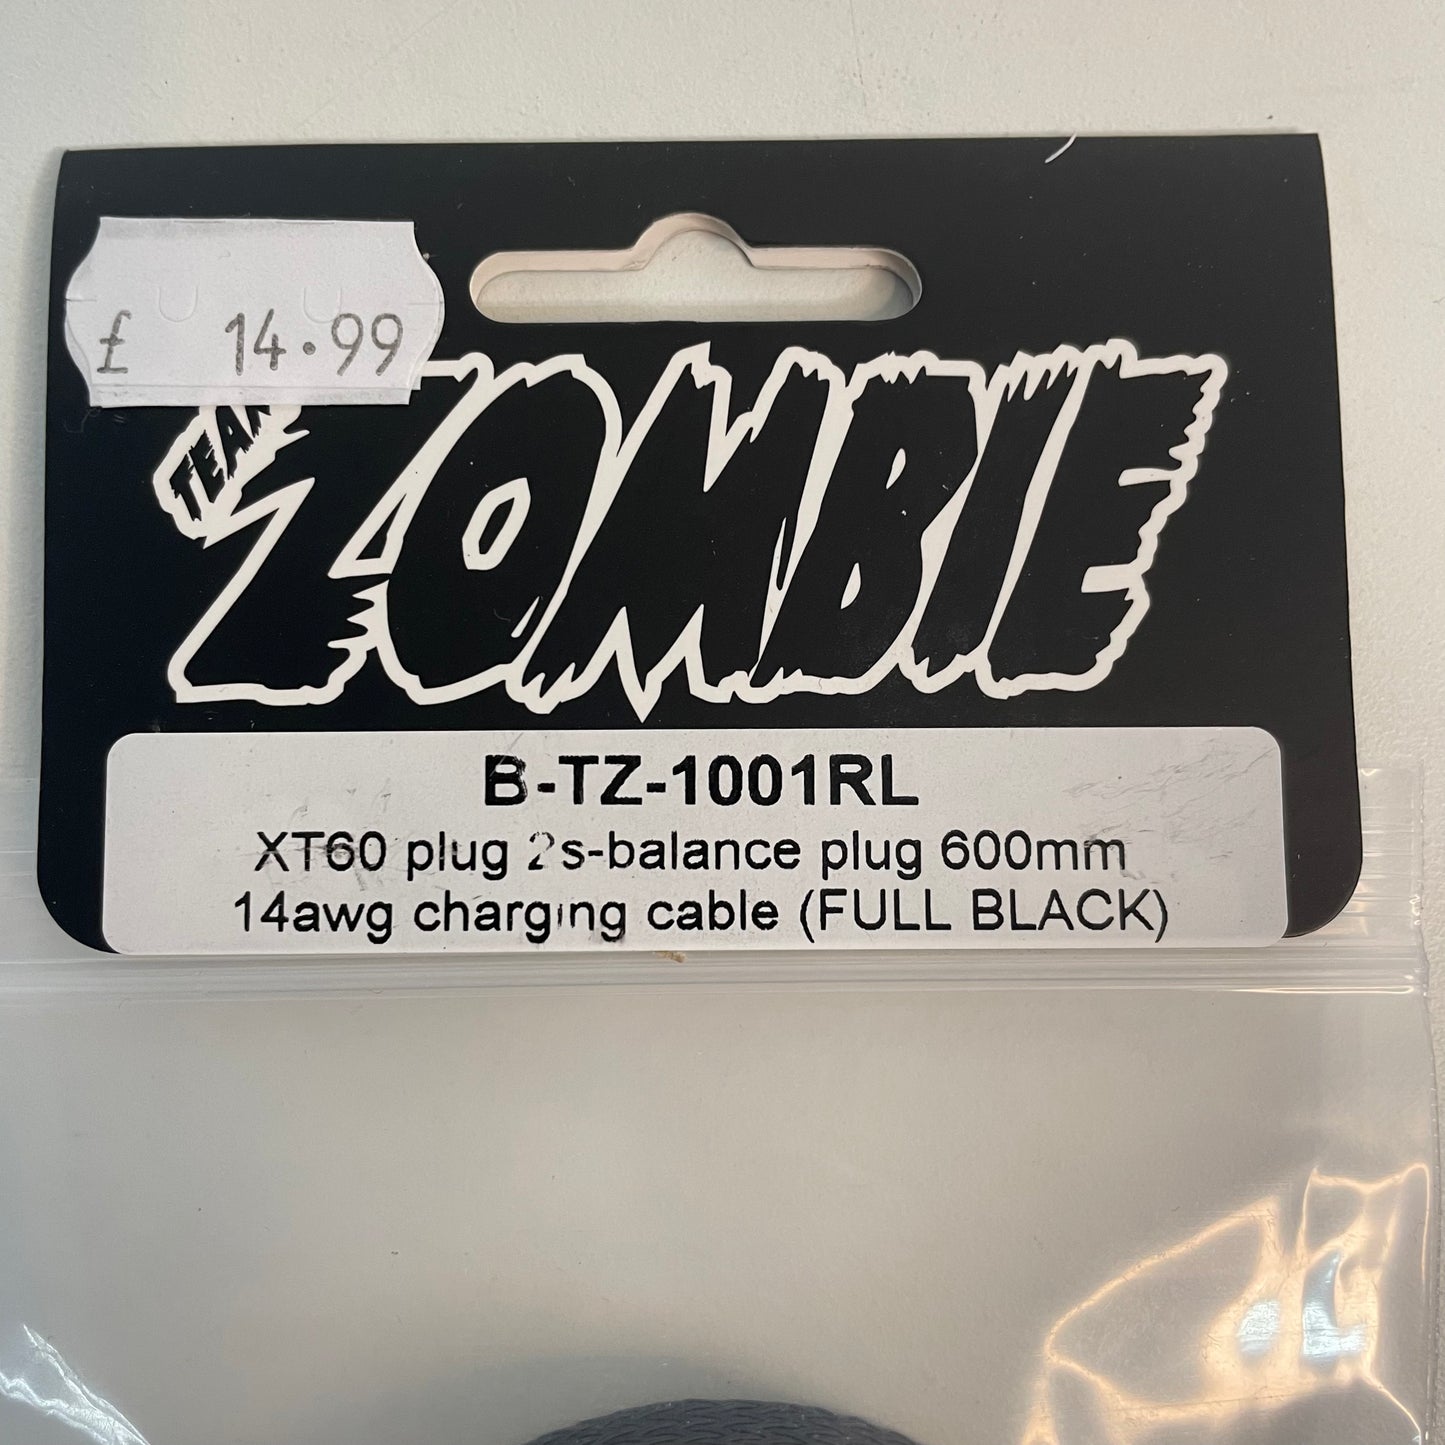 £ 14.99
TEAM
ZOMBIE
B-TZ-1001RL
XT60 plug 2s-balance plug 600mm
14awg charging cable (FULL BLACK)